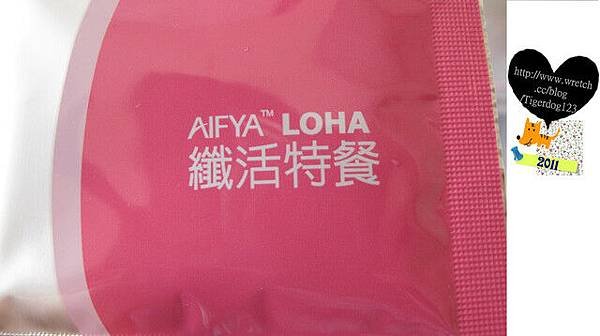 AIFYA™ LOHA
纖活特餐
http://www.wretch
.cc/blog
/Tigerdog123
2011